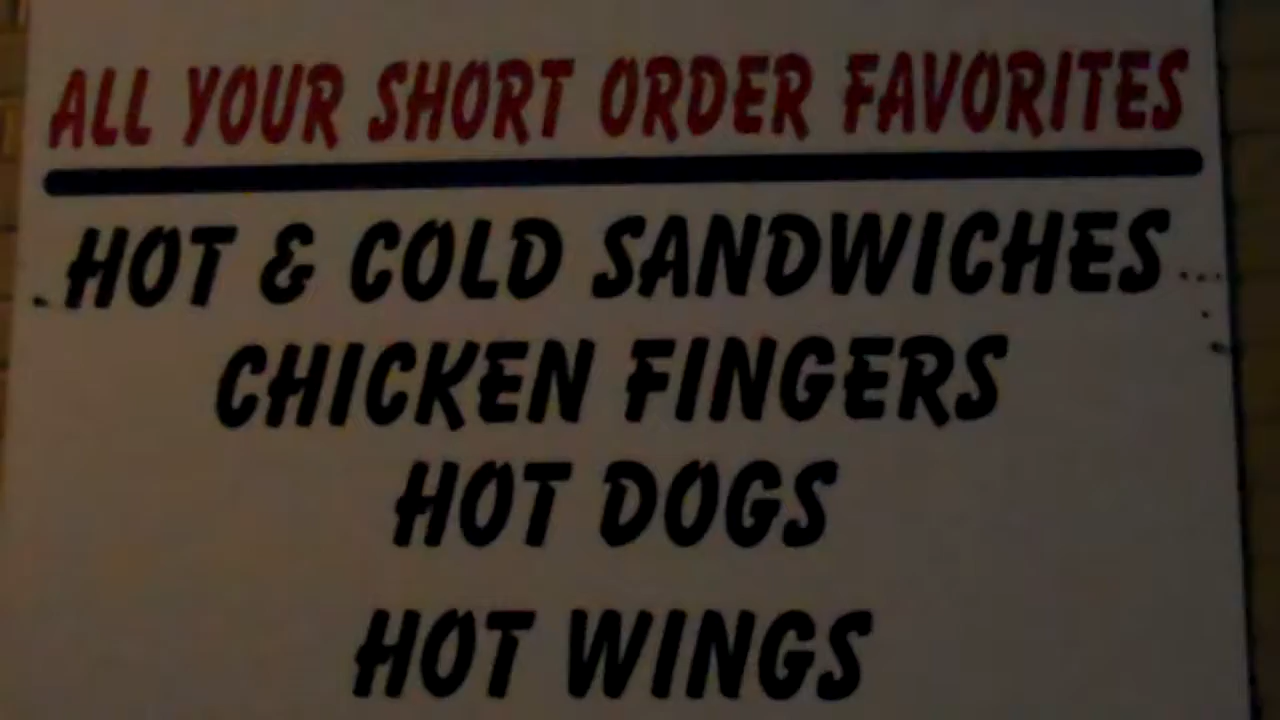 ALL YOUR SHORT ORDER FAVORITES
HOT & COLD SANDWICHES
CHICKEN FINGERS
HOT DOGS
HOT WINGS